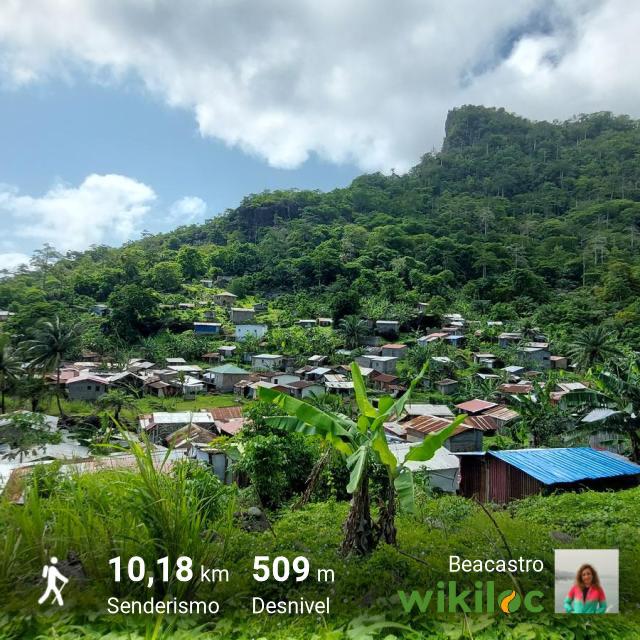 10,18 km
Senderismo
509 m
Desnivel
Beacastro
wikiloc